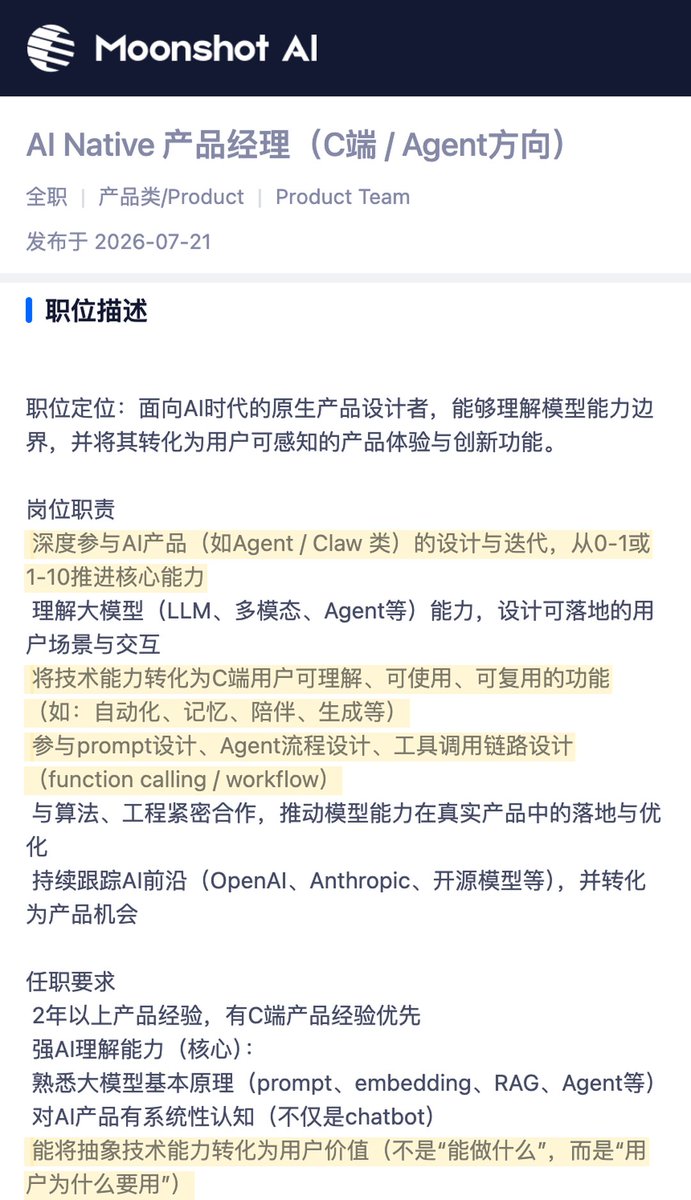 Moonshot AI
AI Native 产品经理（C端 / Agent方向）
全职 | 产品类/Product | Product Team
发布于 2026-07-21
职位描述
职位定位：面向AI时代的原生产品设计者，能够理解模型能力边
界，并将其转化为用户可感知的产品体验与创新功能。
岗位职责
深度参与AI产品（如Agent / Claw 类）的设计与迭代，从0-1或
1-10推进核心能力
理解大模型（LLM、多模态、Agent等）能力，设计可落地的用
户场景与交互
将技术能力转化为C端用户可理解、可使用、可复用的功能
（如：自动化、记忆、陪伴、生成等）
参与prompt设计、Agent流程设计、工具调用链路设计
（function calling / workflow）
与算法、工程紧密合作，推动模型能力在真实产品中的落地与优
化
持续跟踪AI前沿（OpenAI、Anthropic、开源模型等），并转化
为产品机会
任职要求
2年以上产品经验，有C端产品经验优先
强AI理解能力（核心）：
熟悉大模型基本原理（prompt、embedding、RAG、Agent等）
对AI产品有系统性认知（不仅是chatbot）
能将抽象技术能力转化为用户价值（不是“能做什么”，而是“用
户为什么要用”）